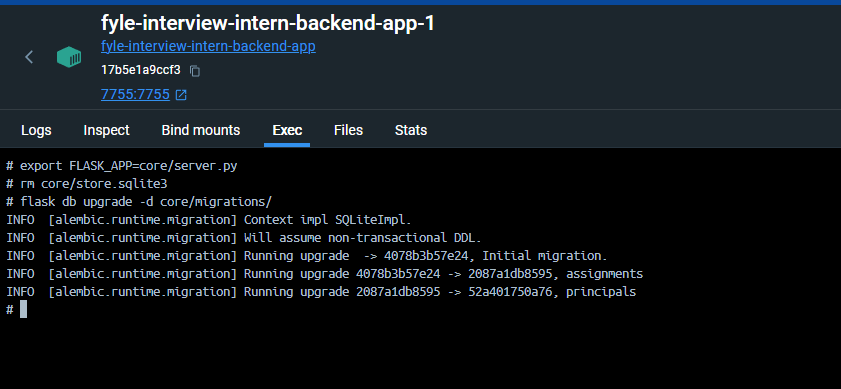 fyle-interview-intern-backend-app-1
fyle-interview-intern-backend-app
17b5e1a9ccf3
7755:7755
Logs Inspect Bind mounts Exec Files Stats
# export FLASK_APP=core/server.py
# rm core/store.sqlite3
# flask db upgrade -d core/migrations/
INFO  [alembic.runtime.migration] Context impl SQLiteImpl.
INFO  [alembic.runtime.migration] Will assume non-transactional DDL.
INFO  [alembic.runtime.migration] Running upgrade  -> 4078b3b57e24, Initial migration.
INFO  [alembic.runtime.migration] Running upgrade 4078b3b57e24 -> 2087a1db8595, assignments
INFO  [alembic.runtime.migration] Running upgrade 2087a1db8595 -> 52a401750a76, principals
#